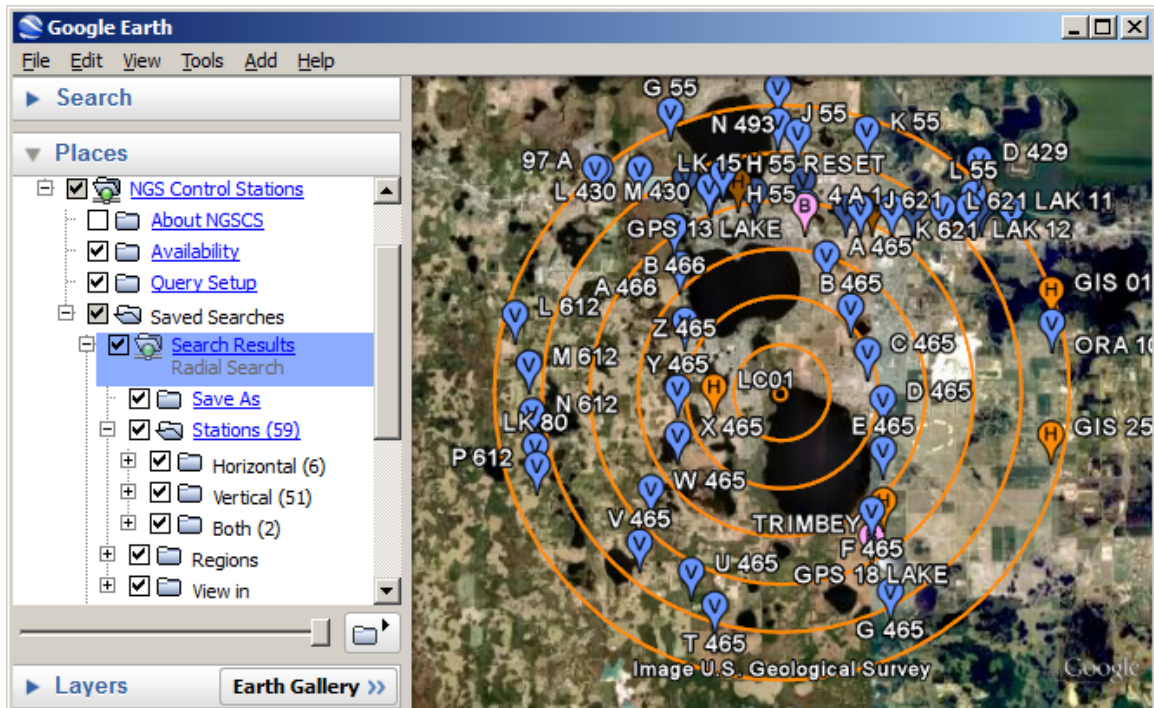 Google Earth
File Edit View Tools Add Help
Search
Places
NGS Control Stations
About NGSCS
Availability
Query Setup
Saved Searches
Search Results
Radial Search
Save As
Stations (59)
Horizontal (6)
Vertical (51)
Both (2)
Regions
View in
Layers
Earth Gallery >>
G 55
N 493
J 55
K 55
97 A
LK 15
H 55 RESET
L 55
D 429
L 430
M 430
H 55
4 A 1
J 621
L 621
LAK 11
GPS 13 LAKE
A 465
K 621
LAK 12
B 466
A 466
B 465
GIS 01
L 612
Z 465
C 465
ORA 10
M 612
Y 465
LC01
D 465
N 612
LK 80
X 465
E 465
GIS 25
P 612
W 465
V 465
TRIMBEY
F 465
U 465
GPS 18 LAKE
T 465
G 465
Image U.S. Geological Survey
Google